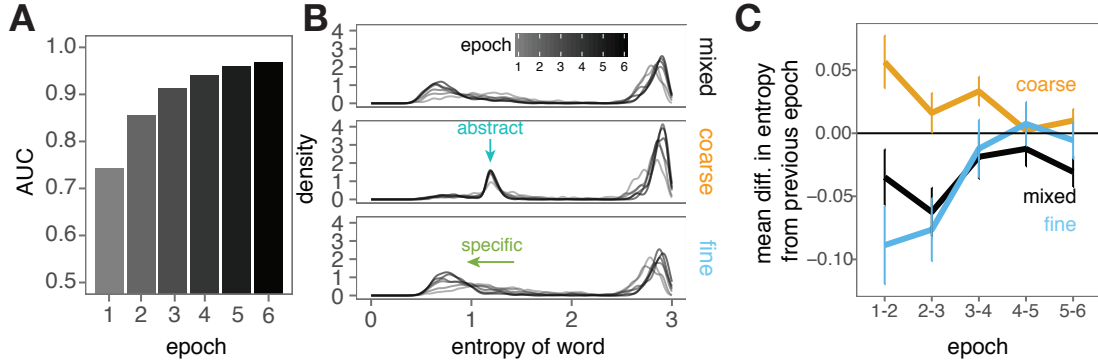 A
1.0
0.9
0.8
0.7
0.6
0.5
AUC
1 2 3 4 5 6
epoch
B
epoch
1 2 3 4 5 6
4
3
2
1
0
mixed
abstract
4
3
2
1
0
coarse
specific
4
3
2
1
0
fine
density
0 1 2 3
entropy of word
C
0.05
0.00
−0.05
−0.10
mean diff. in entropy
from previous epoch
coarse
mixed
fine
1-2 2-3 3-4 4-5 5-6
epoch